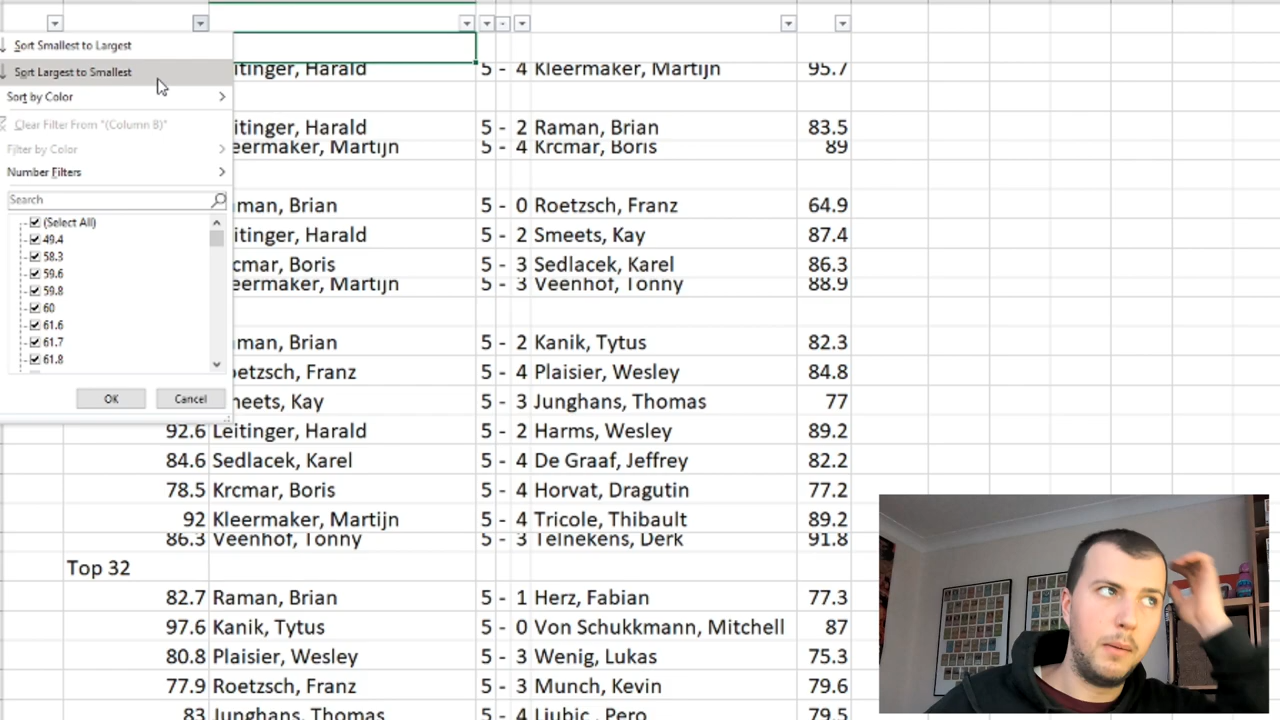 Sort Smallest to Largest
Sort Largest to Smallest
Sort by Color
Clear Filter From "(Column B)"
Filter by Color
Number Filters
Search
(Select All)
49.4
58.3
59.6
59.8
60
61.6
61.7
61.8
OK Cancel
itinger, Harald 5 - 4 Kleermaker, Martijn 95.7
itinger, Harald 5 - 2 Raman, Brian 83.5
eermaker, Martijn 5 - 4 Krcmar, Boris 89
man, Brian 5 - 0 Roetzsch, Franz 64.9
itinger, Harald 5 - 2 Smeets, Kay 87.4
cmar, Boris 5 - 3 Sedlacek, Karel 86.3
eermaker, Martijn 5 - 3 Veenhof, Tonny 88.9
man, Brian 5 - 2 Kanik, Tytus 82.3
etzsch, Franz 5 - 4 Plaisier, Wesley 84.8
eets, Kay 5 - 3 Junghans, Thomas 77
92.6 Leitinger, Harald 5 - 2 Harms, Wesley 89.2
84.6 Sedlacek, Karel 5 - 4 De Graaf, Jeffrey 82.2
78.5 Krcmar, Boris 5 - 4 Horvat, Dragutin 77.2
92 Kleermaker, Martijn 5 - 4 Tricole, Thibault 89.2
86.3 Veenhof, Tonny 5 - 3 Telnekens, Derk 91.8
Top 32
82.7 Raman, Brian 5 - 1 Herz, Fabian 77.3
97.6 Kanik, Tytus 5 - 0 Von Schukkmann, Mitchell 87
80.8 Plaisier, Wesley 5 - 3 Wenig, Lukas 75.3
77.9 Roetzsch, Franz 5 - 3 Munch, Kevin 79.6
83 Junghans, Thomas 5 - 4 Ljubic , Pero 79.5